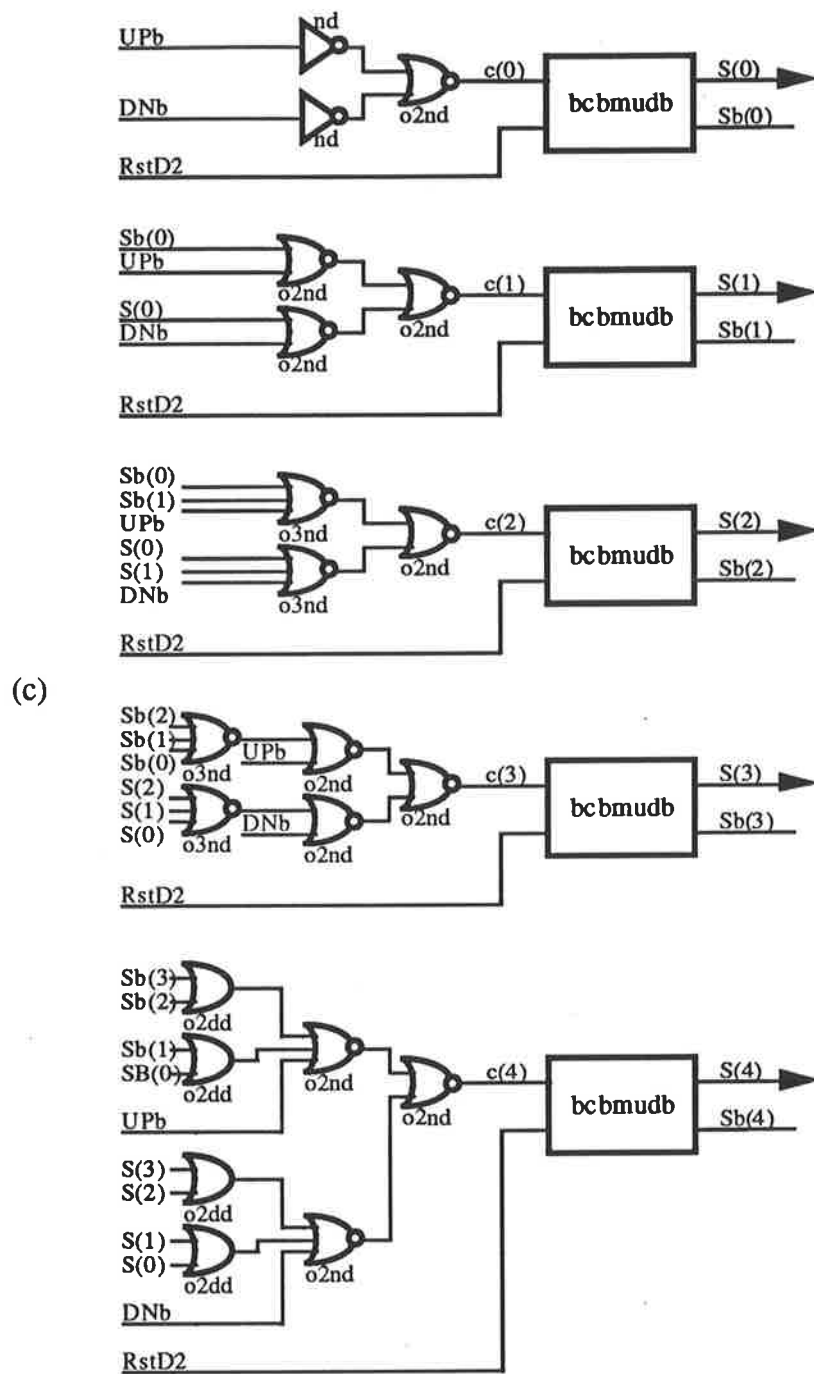 nd
UPb
c(0)
S(0)
bcbmudb
DNb
o2nd
Sb(0)
nd
RstD2
Sb(0)
UPb
c(1)
S(1)
o2nd
bcbmudb
S(0)
DNb
o2nd
Sb(1)
o2nd
RstD2
Sb(0)
Sb(1)
UPb
o3nd
c(2)
S(2)
bcbmudb
S(0)
S(1)
DNb
o2nd
Sb(2)
o3nd
RstD2
(c)
Sb(2)
Sb(1)
Sb(0)
UPb
o3nd
o2nd
c(3)
S(3)
bcbmudb
S(2)
S(1)
S(0)
DNb
o2nd
Sb(3)
o3nd
o2nd
RstD2
Sb(3)
Sb(2)
o2dd
Sb(1)
SB(0)
o2dd
o2nd
c(4)
S(4)
bcbmudb
UPb
o2nd
Sb(4)
S(3)
S(2)
o2dd
S(1)
S(0)
o2dd
o2nd
DNb
RstD2